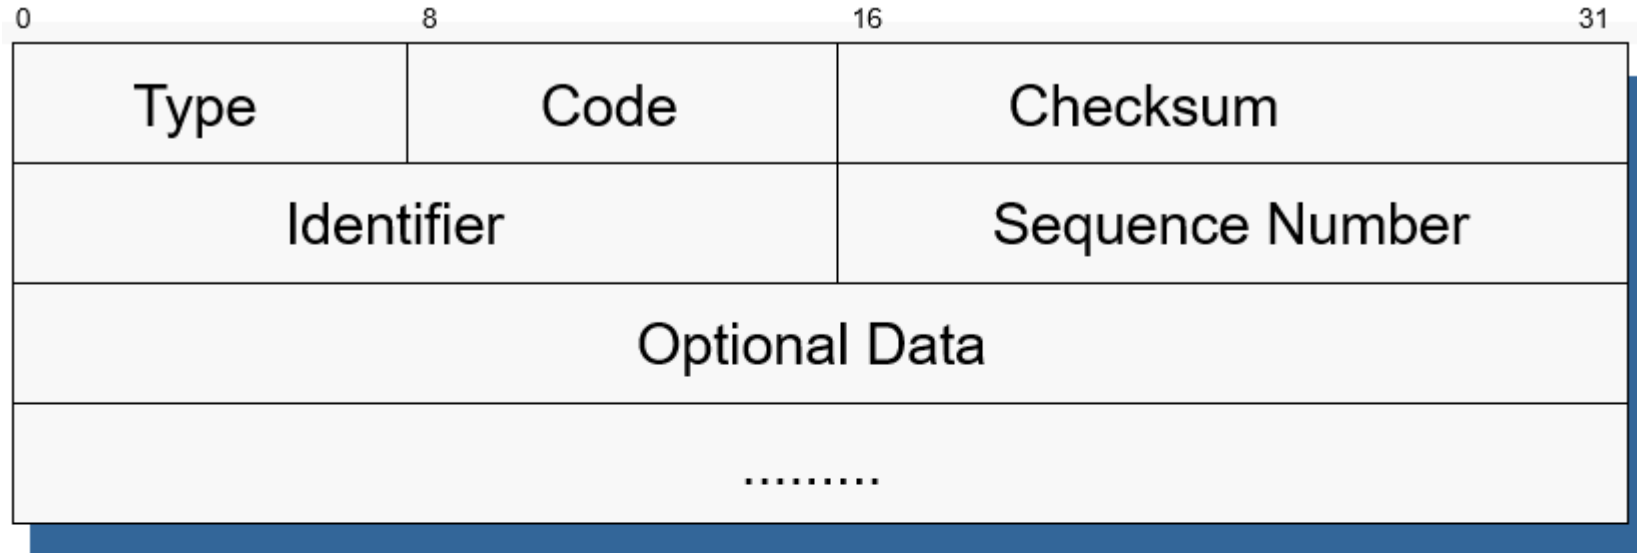 0 8 16 31
Type Code Checksum
Identifier Sequence Number
Optional Data
.........